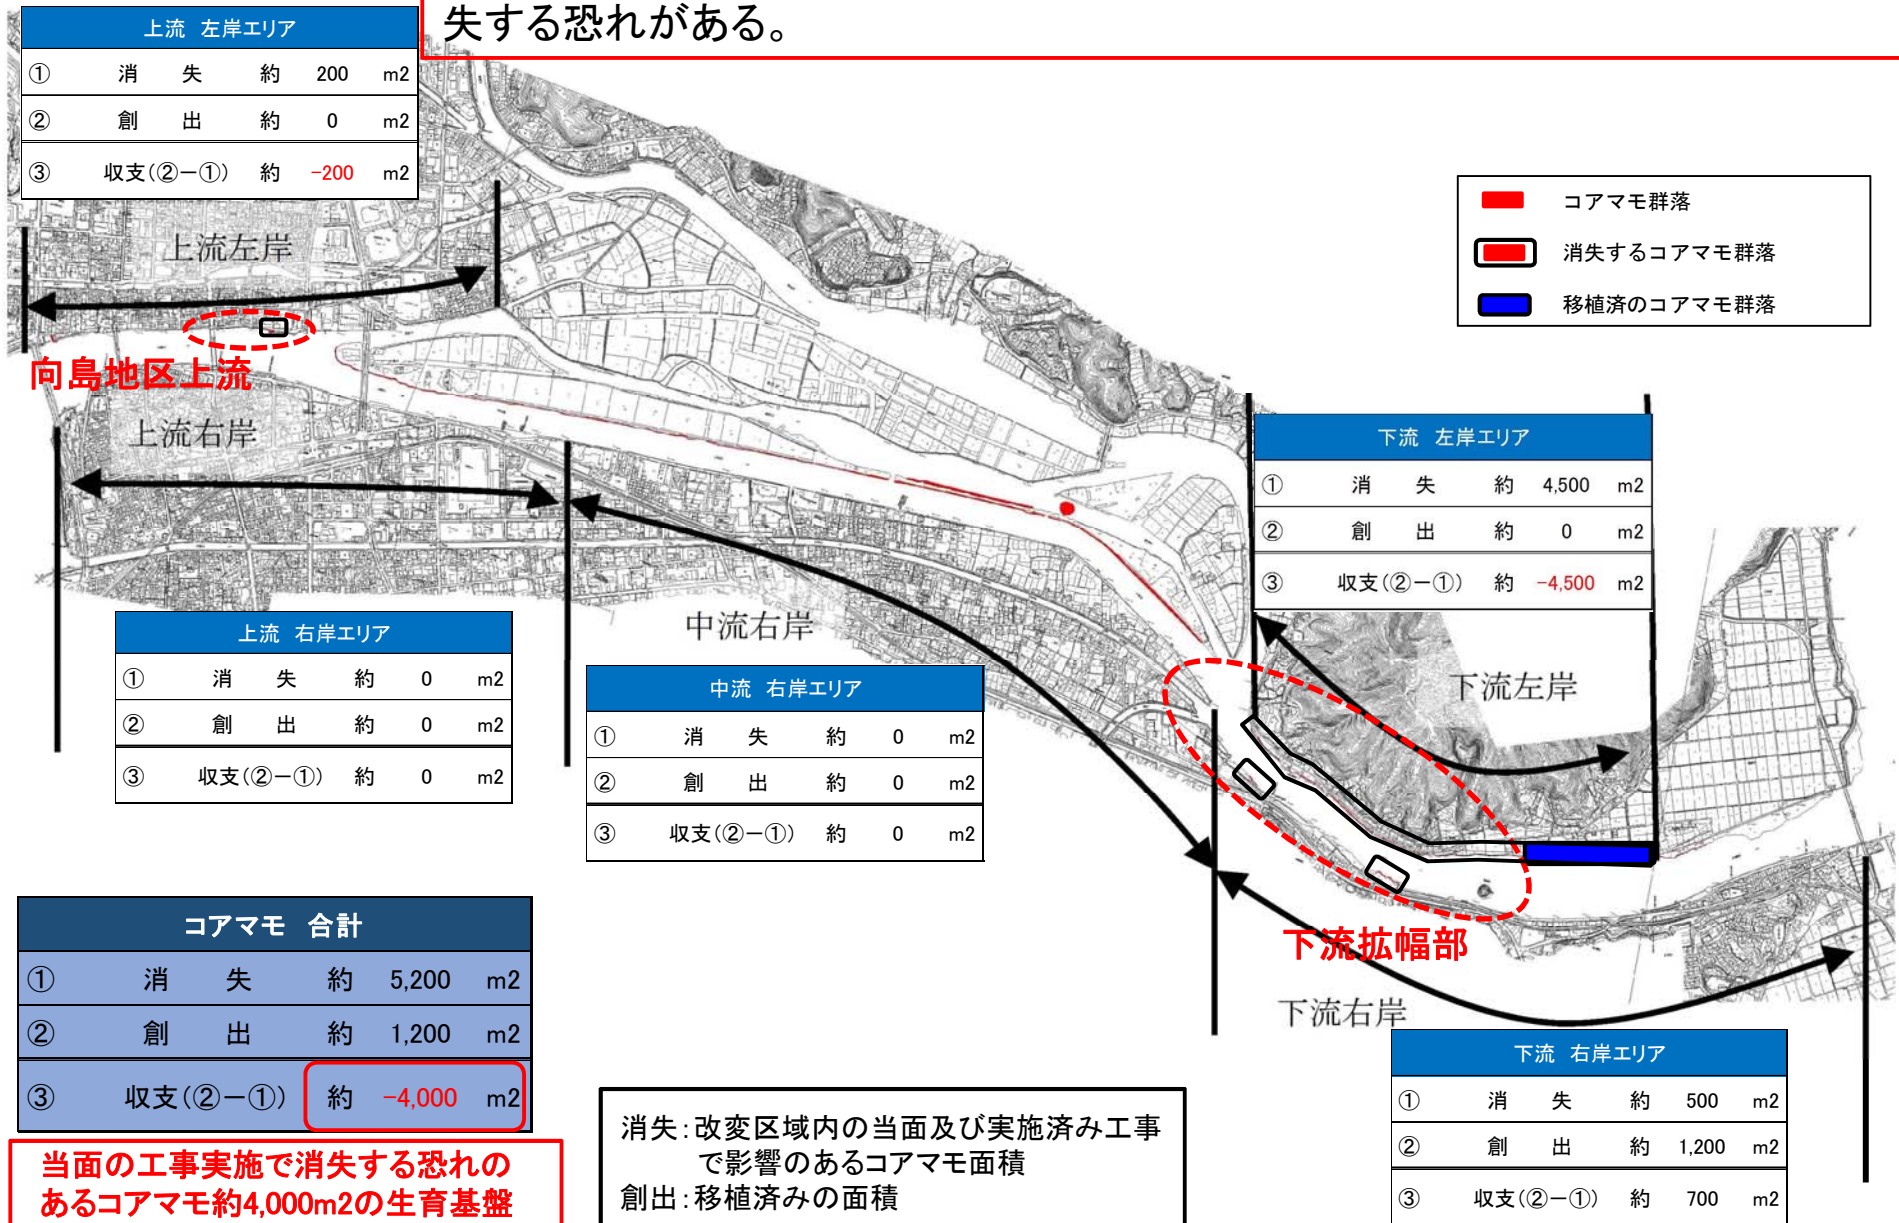 失する恐れがある。
上流 左岸エリア
① 消 失 約 200 m2
② 創 出 約 0 m2
③ 収支(②－①) 約 −200 m2
コアマモ群落
消失するコアマモ群落
移植済のコアマモ群落
上流左岸
向島地区上流
上流右岸
下流 左岸エリア
① 消 失 約 4,500 m2
② 創 出 約 0 m2
③ 収支(②－①) 約 −4,500 m2
上流 右岸エリア
① 消 失 約 0 m2
② 創 出 約 0 m2
③ 収支(②－①) 約 0 m2
中流右岸
中流 右岸エリア
① 消 失 約 0 m2
② 創 出 約 0 m2
③ 収支(②－①) 約 0 m2
下流左岸
下流拡幅部
下流右岸
コアマモ 合計
① 消 失 約 5,200 m2
② 創 出 約 1,200 m2
③ 収支(②－①) 約 −4,000 m2
当面の工事実施で消失する恐れの
あるコアマモ約4,000m2の生育基盤
消失：改変区域内の当面及び実施済み工事
で影響のあるコアマモ面積
創出：移植済みの面積
下流 右岸エリア
① 消 失 約 500 m2
② 創 出 約 1,200 m2
③ 収支(②－①) 約 700 m2